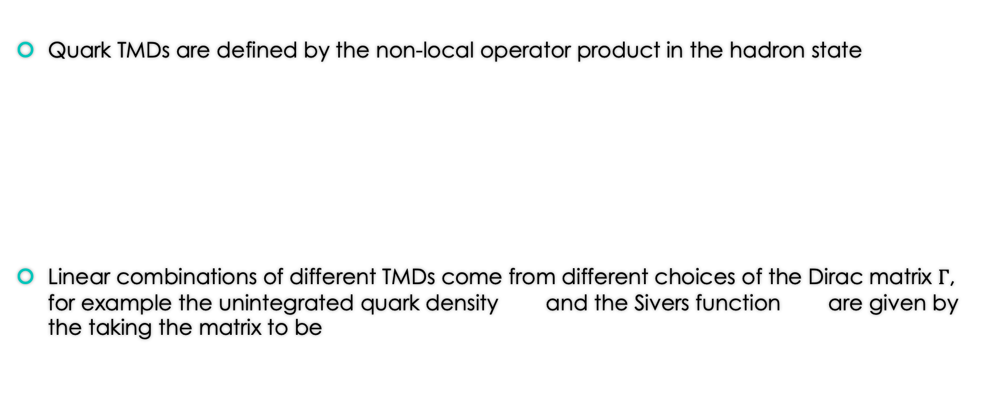 Quark TMDs are defined by the non-local operator product in the hadron state
Linear combinations of different TMDs come from different choices of the Dirac matrix Γ,
for example the unintegrated quark density and the Sivers function are given by
the taking the matrix to be